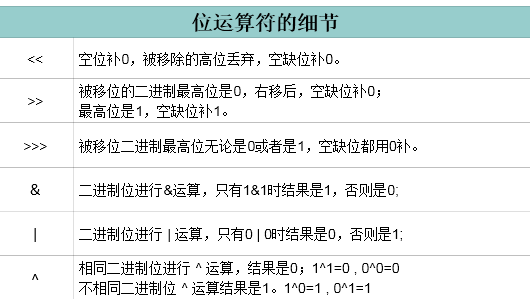 位运算符的细节
<< 空位补0，被移除的高位丢弃，空缺位补0。
>> 被移位的二进制最高位是0，右移后，空缺位补0；
最高位是1，空缺位补1。
>>> 被移位二进制最高位无论是0或者是1，空缺位都用0补。
& 二进制位进行&运算，只有1&1时结果是1，否则是0;
| 二进制位进行 | 运算，只有0 | 0时结果是0，否则是1;
^ 相同二进制位进行 ^ 运算，结果是0；1^1=0 , 0^0=0
不相同二进制位 ^ 运算结果是1。1^0=1 , 0^1=1